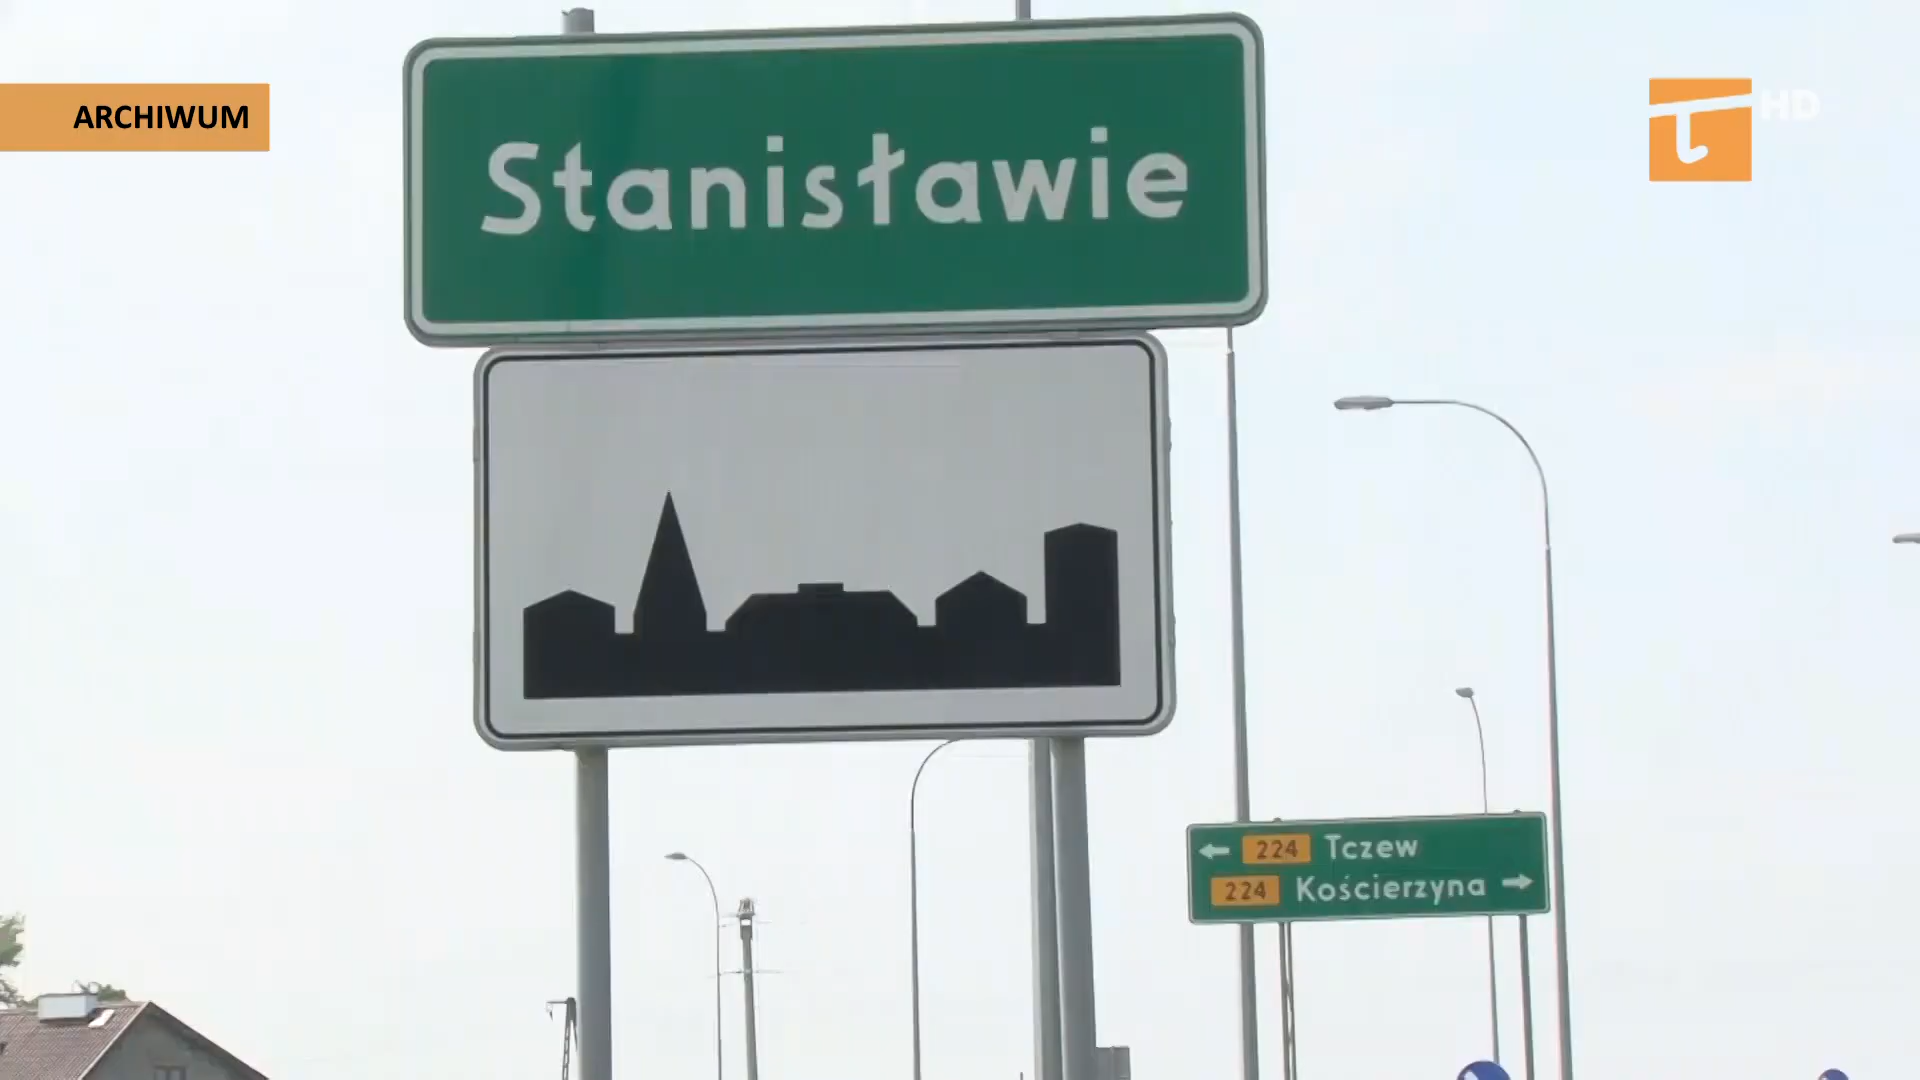 ARCHIWUM
HD
Stanisławie
224 Tczew
224 Kościerzyna